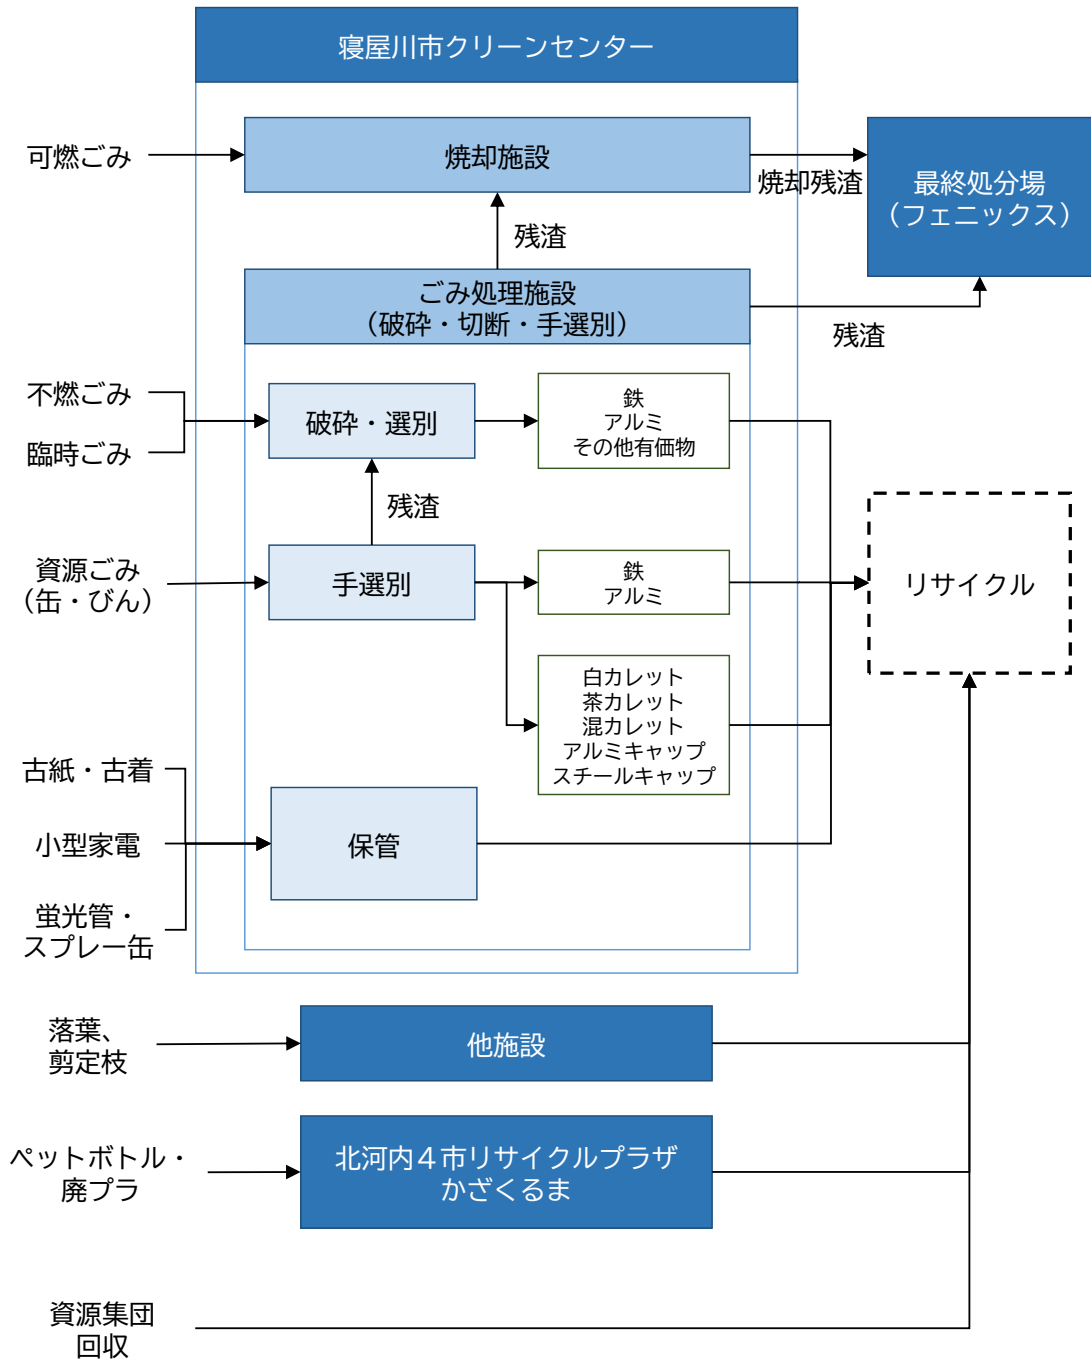 寝屋川市クリーンセンター
可燃ごみ
焼却施設
焼却残渣
最終処分場
（フェニックス）
残渣
ごみ処理施設
（破砕・切断・手選別）
残渣
不燃ごみ
臨時ごみ
破砕・選別
鉄
アルミ
その他有価物
残渣
資源ごみ
（缶・びん）
手選別
鉄
アルミ
リサイクル
白カレット
茶カレット
混カレット
アルミキャップ
スチールキャップ
古紙・古着
小型家電
蛍光管・
スプレー缶
保管
落葉、
剪定枝
他施設
ペットボトル・
廃プラ
北河内４市リサイクルプラザ
かざくるま
資源集団
回収